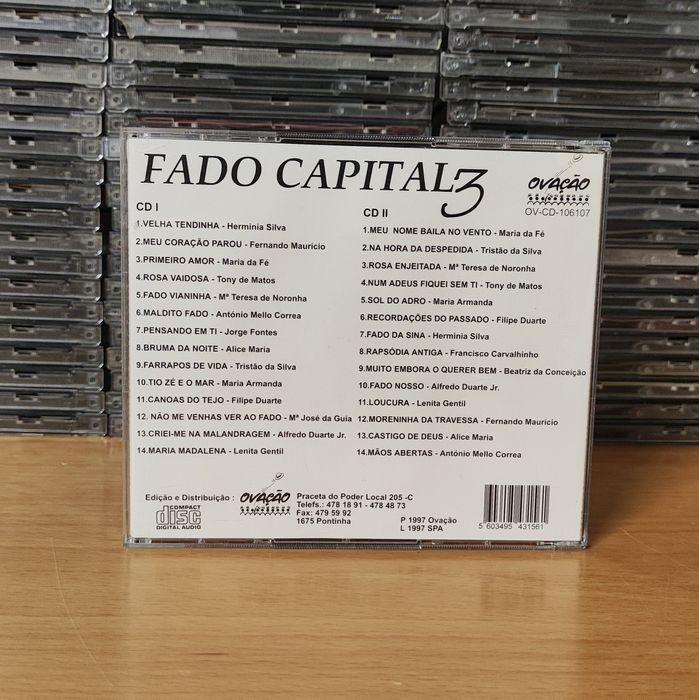 FADO CAPITAL 3
OVAÇÃO
OV-CD-106107
CD I
1.VELHA TENDINHA - Herminia Silva
2.MEU CORAÇÃO PAROU - Fernando Maurício
3.PRIMEIRO AMOR - Maria da Fé
4.ROSA VAIDOSA - Tony de Matos
5.FADO VIANINHA - Mª Teresa de Noronha
6.MALDITO FADO - António Mello Correa
7.PENSANDO EM TI - Jorge Fontes
8.BRUMA DA NOITE - Alice Maria
9.FARRAPOS DE VIDA - Tristão da Silva
10.TIO ZÉ E O MAR - Maria Armanda
11.CANOAS DO TEJO - Filipe Duarte
12. NÃO ME VENHAS VER AO FADO - Mª José da Guia
13.CRIEI-ME NA MALANDRAGEM - Alfredo Duarte Jr.
14.MARIA MADALENA - Lenita Gentil
CD II
1.MEU NOME BAILA NO VENTO - Maria da Fé
2.NA HORA DA DESPEDIDA - Tristão da Silva
3.ROSA ENJEITADA - Mª Teresa de Noronha
4.NUM ADEUS FIQUEI SEM TI - Tony de Matos
5.SOL DO ADRO - Maria Armanda
6.RECORDAÇÕES DO PASSADO - Filipe Duarte
7.FADO DA SINA - Herminia Silva
8.RAPSÓDIA ANTIGA - Francisco Carvalhinho
9.MUITO EMBORA O QUERER BEM - Beatriz da Conceição
10.FADO NOSSO - Alfredo Duarte Jr.
11.LOUCURA - Lenita Gentil
12.MORENINHA DA TRAVESSA - Fernando Maurício
13.CASTIGO DE DEUS - Alice Maria
14.MÃOS ABERTAS - António Mello Correa
Edição e Distribuição :
OVAÇÃO
Praceta do Poder Local 205 -C
Telefs.: 478 18 91 - 478 48 73
Fax: 479 59 92
1675 Pontinha
P 1997 Ovação
L 1997 SPA
5 603495 431561
COMPACT
disc
DIGITAL AUDIO